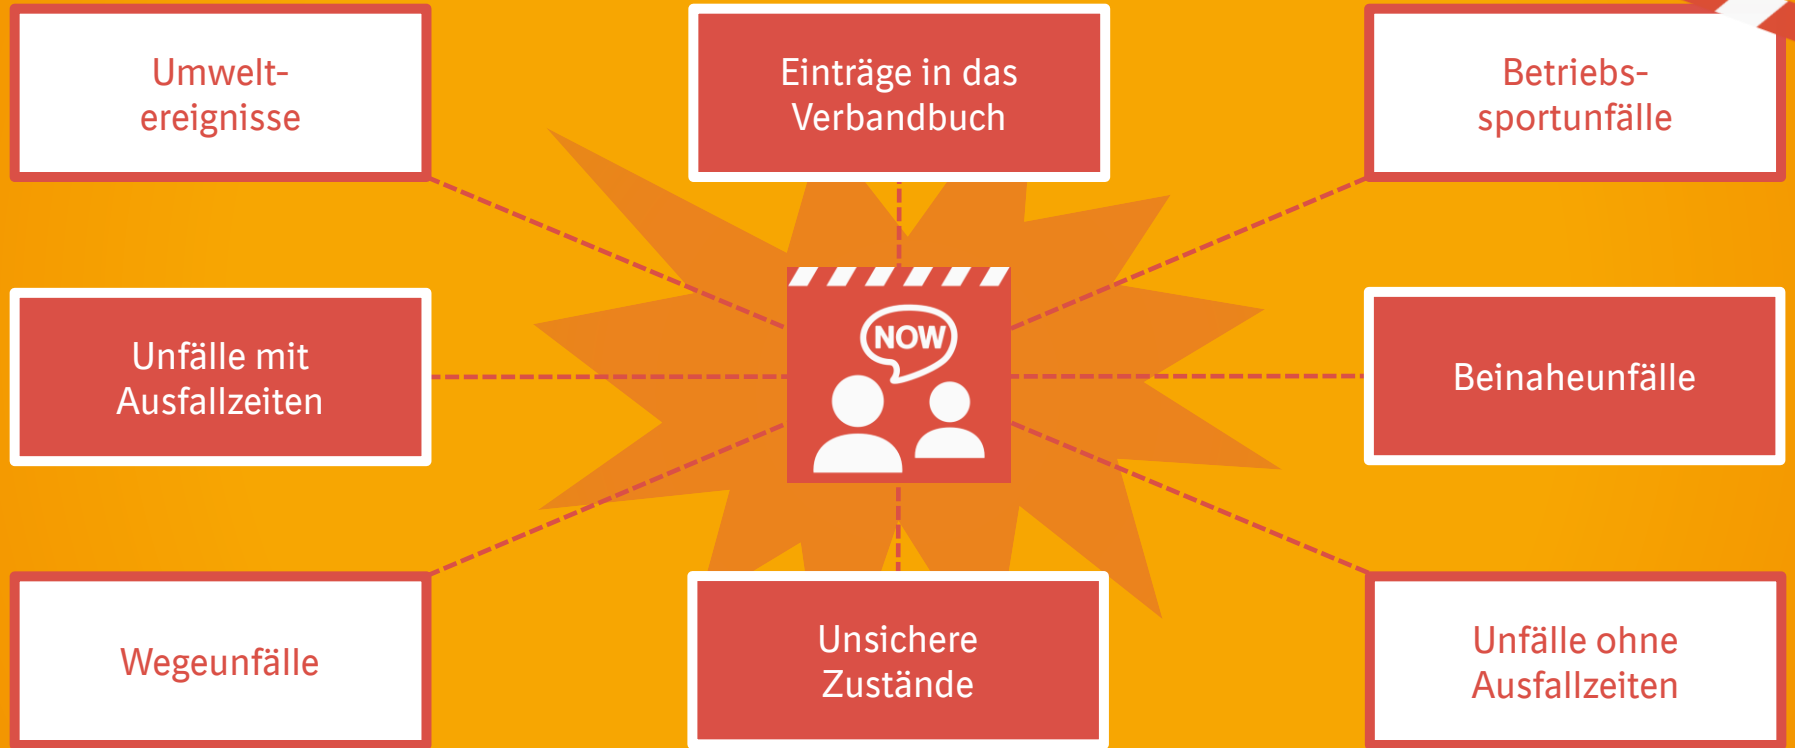 Umwelt-
ereignisse
Einträge in das
Verbandbuch
Betriebs-
sportunfälle
Unfälle mit
Ausfallzeiten
NOW
Beinaheunfälle
Wegeunfälle
Unsichere
Zustände
Unfälle ohne
Ausfallzeiten